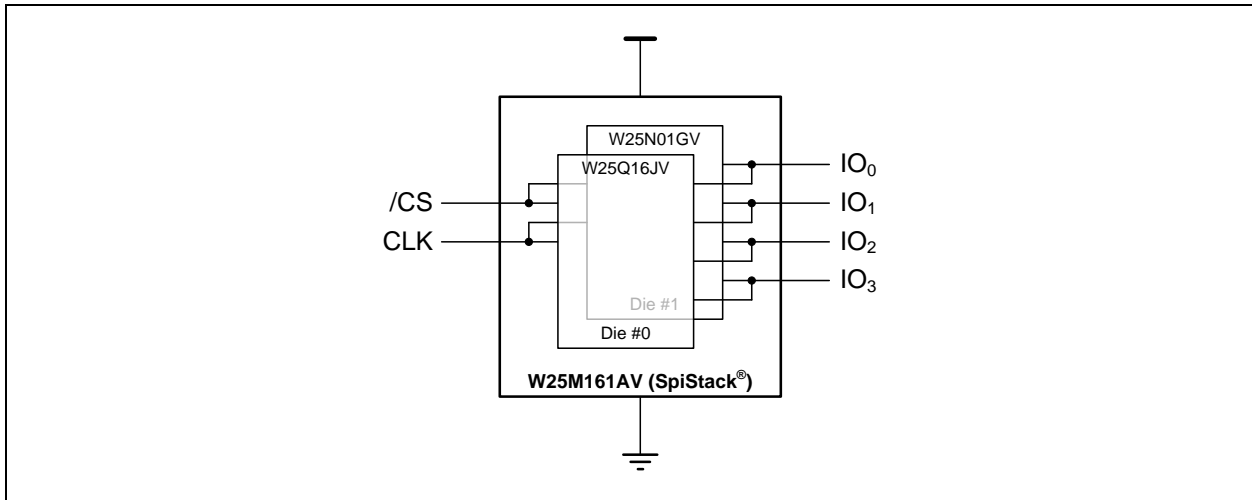 W25N01GV
W25Q16JV
IO₀
/CS
IO₁
CLK
IO₂
IO₃
Die #1
Die #0
W25M161AV (SpiStack®)